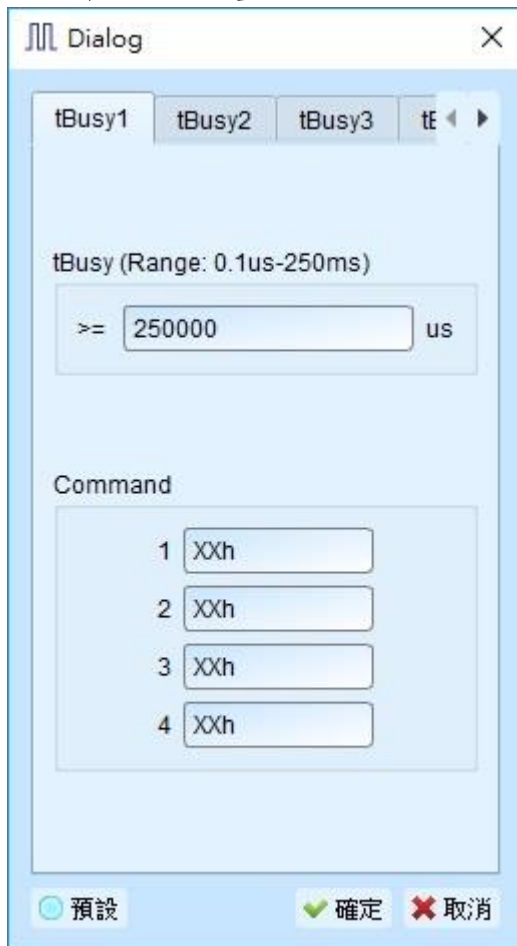 Dialog
tBusy1 tBusy2 tBusy3
tBusy (Range: 0.1us-250ms)
>= 250000 us
Command
1 XXh
2 XXh
3 XXh
4 XXh
預設 確定 取消